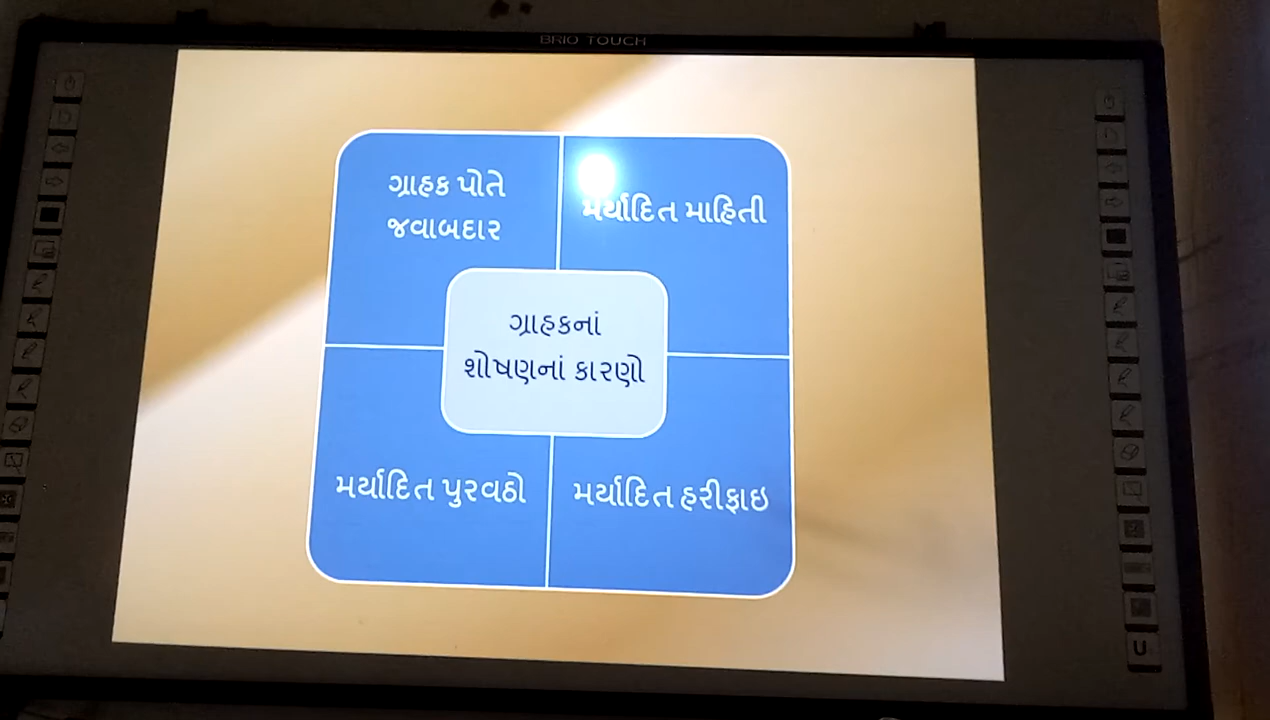 BRIO TOUCH
ગ્રાહક પોતે
જવાબદાર
મર્યાદિત માહિતી
ગ્રાહકનાં
શોષણનાં કારણો
મર્યાદિત પુરવઠો
મર્યાદિત હરીફાઇ